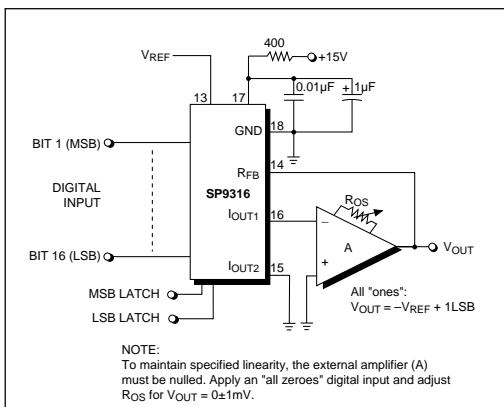 400
+15V
VREF
0.01µF
+
1µF
13
17
GND
18
BIT 1 (MSB)
RFB
14
SP9316
DIGITAL
INPUT
ROS
IOUT1
16
–
A
VOUT
+
BIT 16 (LSB)
IOUT2
15
All "ones":
VOUT = –VREF + 1LSB
MSB LATCH
LSB LATCH
NOTE:
To maintain specified linearity, the external amplifier (A)
must be nulled. Apply an "all zeroes" digital input and adjust
ROS for VOUT = 0±1mV.